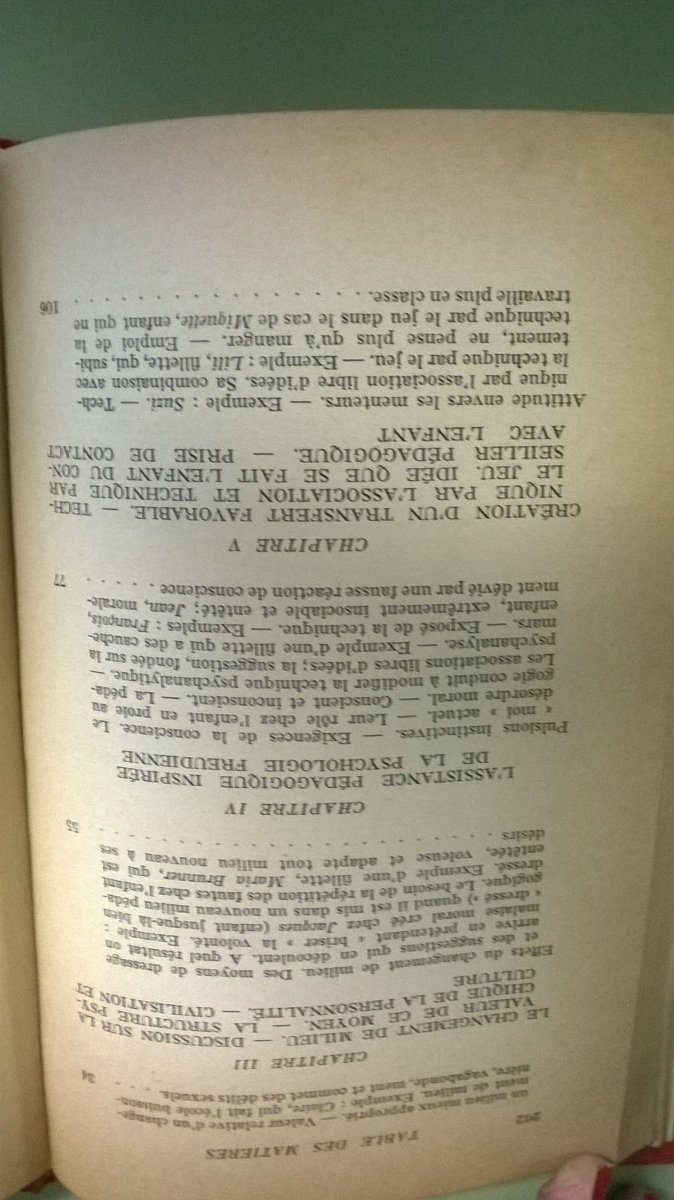 202
TABLE DES MATIÈRES
un milieu mieux approprié. — Valeur relative d'un change-
ment de milieu. Exemple : Claire, qui fait l'école buisson-
nière, vagabonde, ment et commet des délits sexuels. . . . 24
CHAPITRE III
LE CHANGEMENT DE MILIEU. — DISCUSSION SUR LA
VALEUR DE CE MOYEN. — LA STRUCTURE PSY-
CHIQUE DE LA PERSONNALITÉ. — CIVILISATION ET
CULTURE
Effets du changement de milieu. Des moyens de dressage
et des suggestions qui en découlent. A quel résultat on
arrive en prétendant « briser » la volonté. Exemple :
malaise moral créé chez Jacques (enfant jusque-là bien
« dressé ») quand il est mis dans un nouveau milieu péda-
gogique. Le besoin de la répétition des fautes chez l'enfant
dressé. Exemple d'une fillette, Maria Brunner, qui est
entêtée, voleuse et adapte tout milieu nouveau à ses
désirs . . . . . . . . . . . . . . . . . 55
CHAPITRE IV
L'ASSISTANCE PÉDAGOGIQUE INSPIRÉE
DE LA PSYCHOLOGIE FREUDIENNE
Pulsions instinctives. — Exigences de la conscience. Le
« moi » actuel. — Leur rôle chez l'enfant en proie au
désordre moral. — Conscient et inconscient. — La péda-
gogie conduit à modifier la technique psychanalytique. —
Les associations libres d'idées; la suggestion, fondée sur la
psychanalyse. — Exemple d'une fillette qui a des cauche-
mars. — Exposé de la technique. — Exemples : François,
enfant, extrêmement insociable et entêté; Jean, morale-
ment dévié par une fausse réaction de conscience . . . . . 77
CHAPITRE V
CRÉATION D'UN TRANSFERT FAVORABLE. — TECH-
NIQUE PAR L'ASSOCIATION ET TECHNIQUE PAR
LE JEU. IDÉE QUE SE FAIT L'ENFANT DU CON-
SEILLER PÉDAGOGIQUE. — PRISE DE CONTACT
AVEC L'ENFANT
Attitude envers les menteurs. — Exemple : Suzi. — Tech-
nique par l'association libre d'idées. Sa combinaison avec
la technique par le jeu. — Exemple : Lili, fillette, qui, subi-
tement, ne pense plus qu'à manger. — Emploi de la
technique par le jeu dans le cas de Miquette, enfant qui ne
travaille plus en classe. . . . . . . . . . . . . . . 106